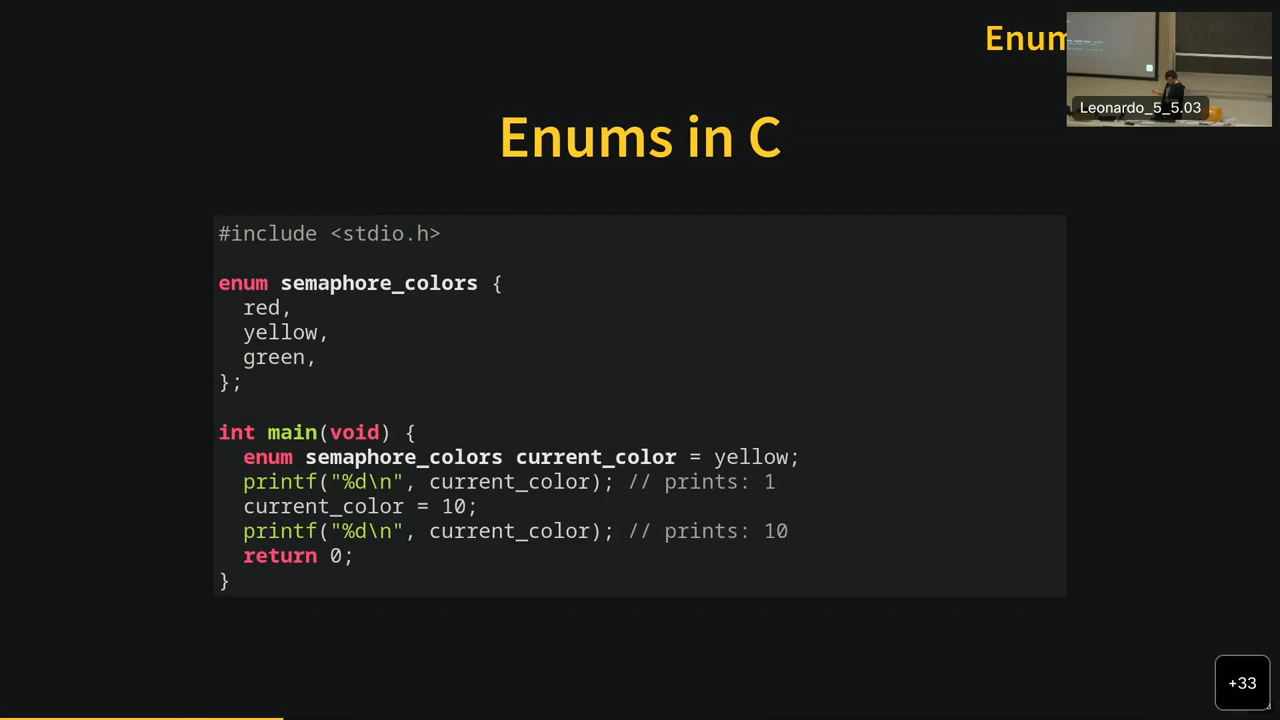 Enum
Leonardo_5_5.03
Enums in C
#include <stdio.h>
enum semaphore_colors {
red,
yellow,
green,
};
int main(void) {
enum semaphore_colors current_color = yellow;
printf("%d\n", current_color); // prints: 1
current_color = 10;
printf("%d\n", current_color); // prints: 10
return 0;
}
+33